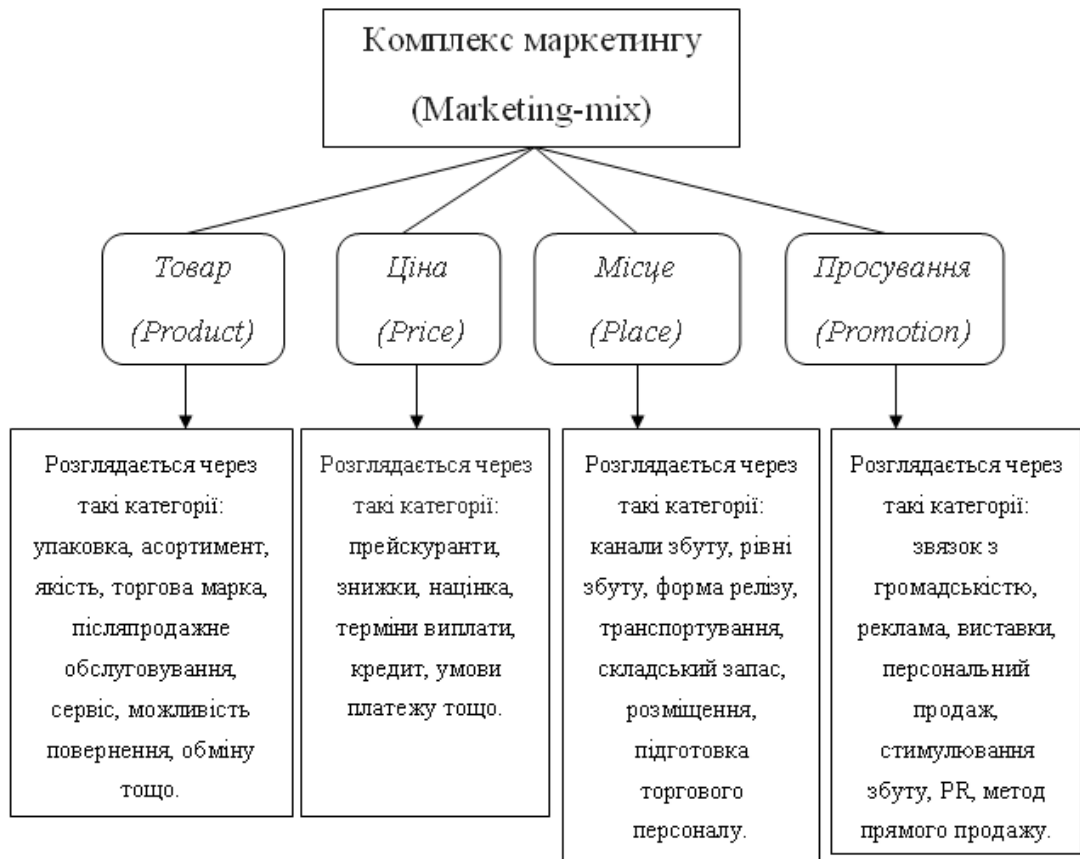 Комплекс маркетингу
(Marketing-mix)
Товар
(Product)
Ціна
(Price)
Місце
(Place)
Просування
(Promotion)
Розглядається через
такі категорії:
упаковка, асортимент,
якість, торгова марка,
післяпродажне
обслуговування,
сервіс, можливість
повернення, обміну
тощо.
Розглядається через
такі категорії:
прейскуранти,
знижки, націнка,
терміни виплати,
кредит, умови
платежу тощо.
Розглядається через
такі категорії:
канали збуту, рівні
збуту, форма релізу,
транспортування,
складський запас,
розміщення,
підготовка
торгового
персоналу.
Розглядається через
такі категорії:
звязок з
громадськістю,
реклама, виставки,
персональний
продаж,
стимулювання
збуту, PR, метод
прямого продажу.